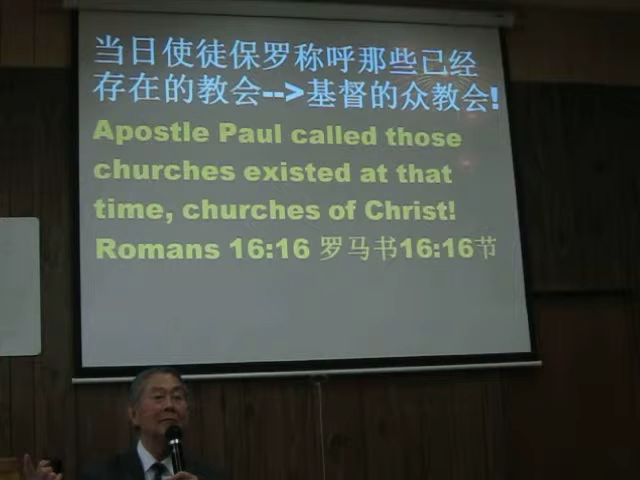 当日使徒保罗称呼那些己经
存在的教会-->基督的众教会!
Apostle Paul called those
churches existed at that
time, churches of Christ!
Romans 16:16 罗马书16:16节